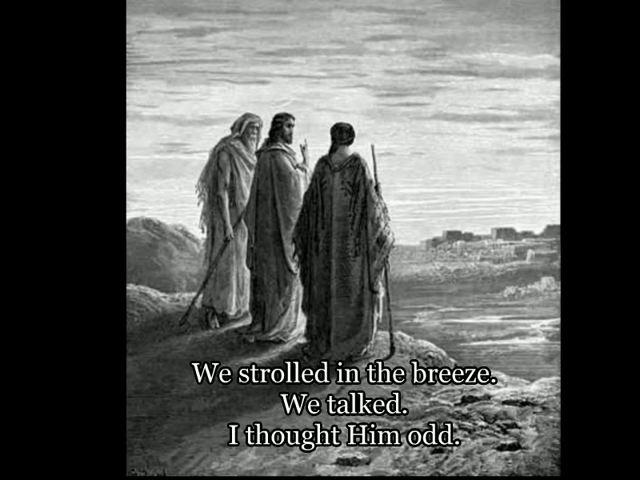 We strolled in the breeze.
We talked.
I thought Him odd.